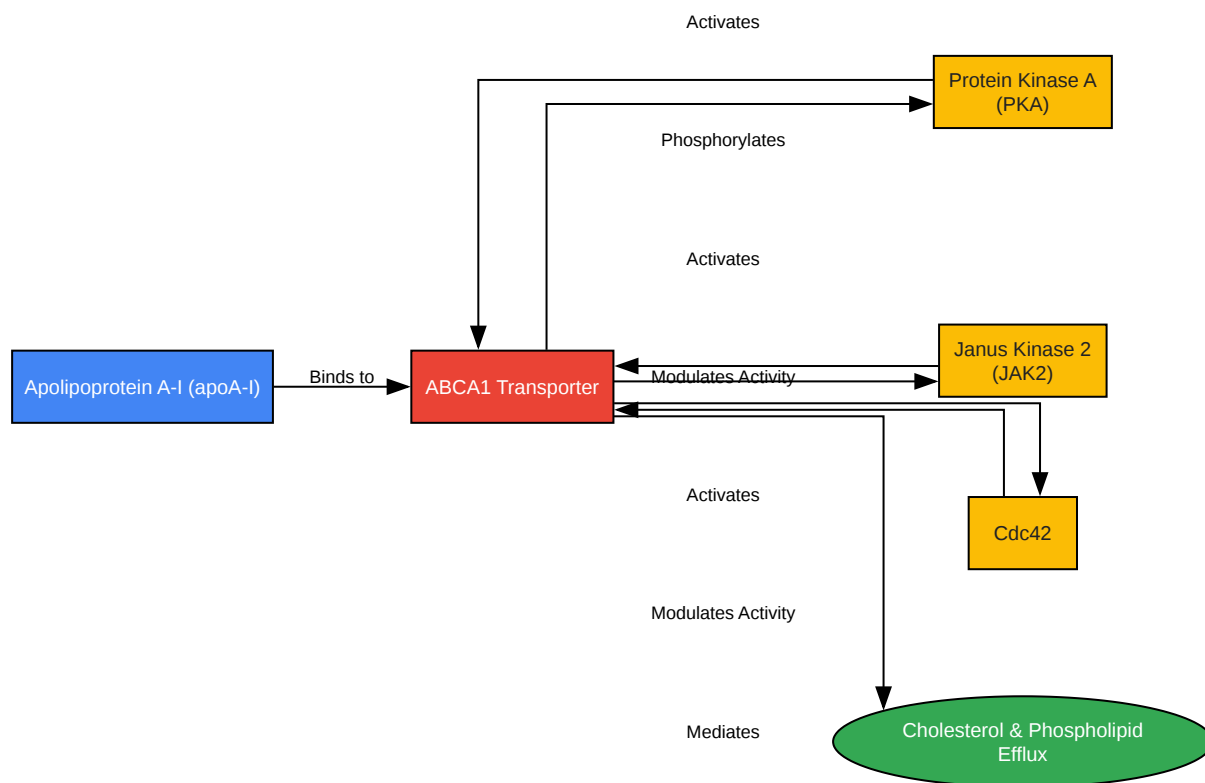 Activates
Protein Kinase A
(PKA)
Phosphorylates
Activates
Janus Kinase 2
(JAK2)
Apolipoprotein A-I (apoA-I)
Binds to
ABCA1 Transporter
Modulates Activity
Activates
Cdc42
Modulates Activity
Mediates
Cholesterol & Phospholipid
Efflux